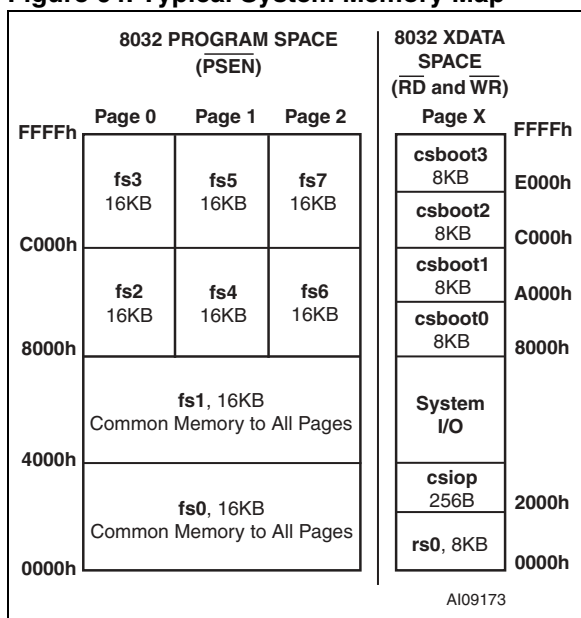 Figure 64. Typical System Memory Map
8032 PROGRAM SPACE
(PSEN)
Page 0 Page 1 Page 2
FFFFh
fs3
16KB
fs5
16KB
fs7
16KB
C000h
fs2
16KB
fs4
16KB
fs6
16KB
8000h
fs1, 16KB
Common Memory to All Pages
4000h
fs0, 16KB
Common Memory to All Pages
0000h
8032 XDATA
SPACE
(RD and WR)
Page X
FFFFh
csboot3
8KB
E000h
csboot2
8KB
C000h
csboot1
8KB
A000h
csboot0
8KB
8000h
System
I/O
csiop
256B
2000h
rs0, 8KB
0000h
AI09173